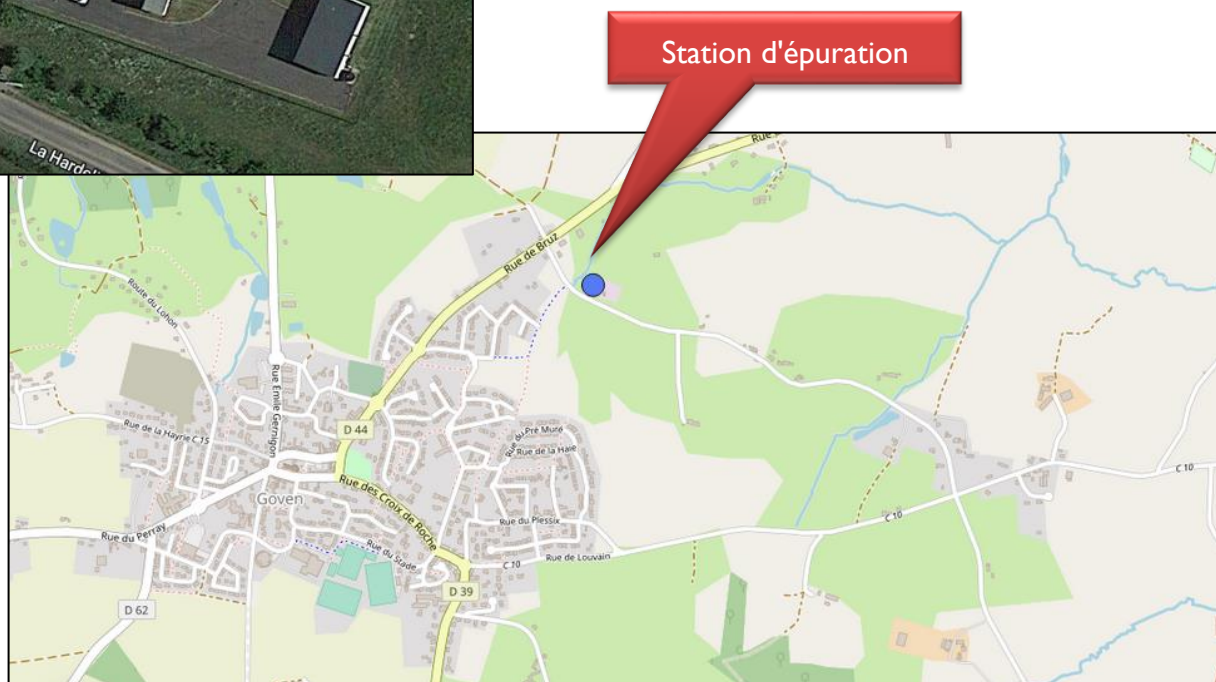 Station d'épuration
La Hardo
Rue de Bruz
Route du Lohon
Rue Émile Gernigon
D 44
Rue de la Hayrie C 15
Rue du Pré Muré
Rue de la Haie
Goven
Rue des Croix de Roche
C 10
Rue du Plessix
C 10
Rue du Perray
Rue du Stade
Rue de Louvain
C 10
D 39
D 62